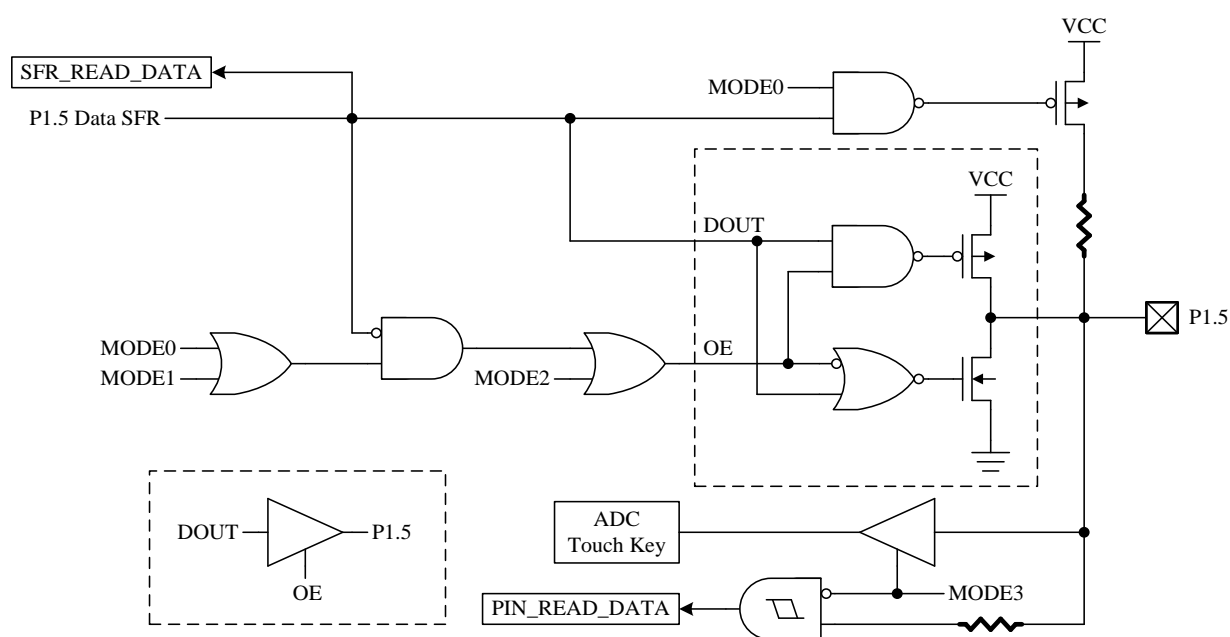 VCC
SFR_READ_DATA
MODE0
P1.5 Data SFR
VCC
DOUT
P1.5
MODE0
MODE1
MODE2
OE
DOUT
P1.5
OE
ADC
Touch Key
MODE3
PIN_READ_DATA